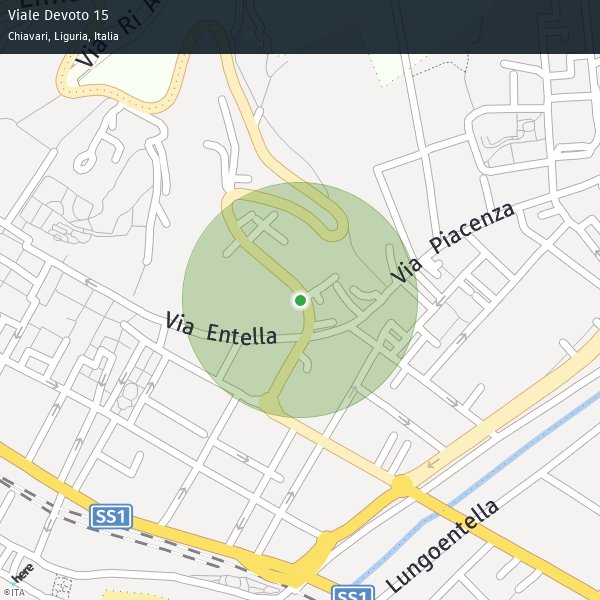 Viale Devoto 15
Chiavari, Liguria, Italia
Via Ri A
Via Piacenza
Via Entella
SS1
Lungoentella
SS1
here
©ITA